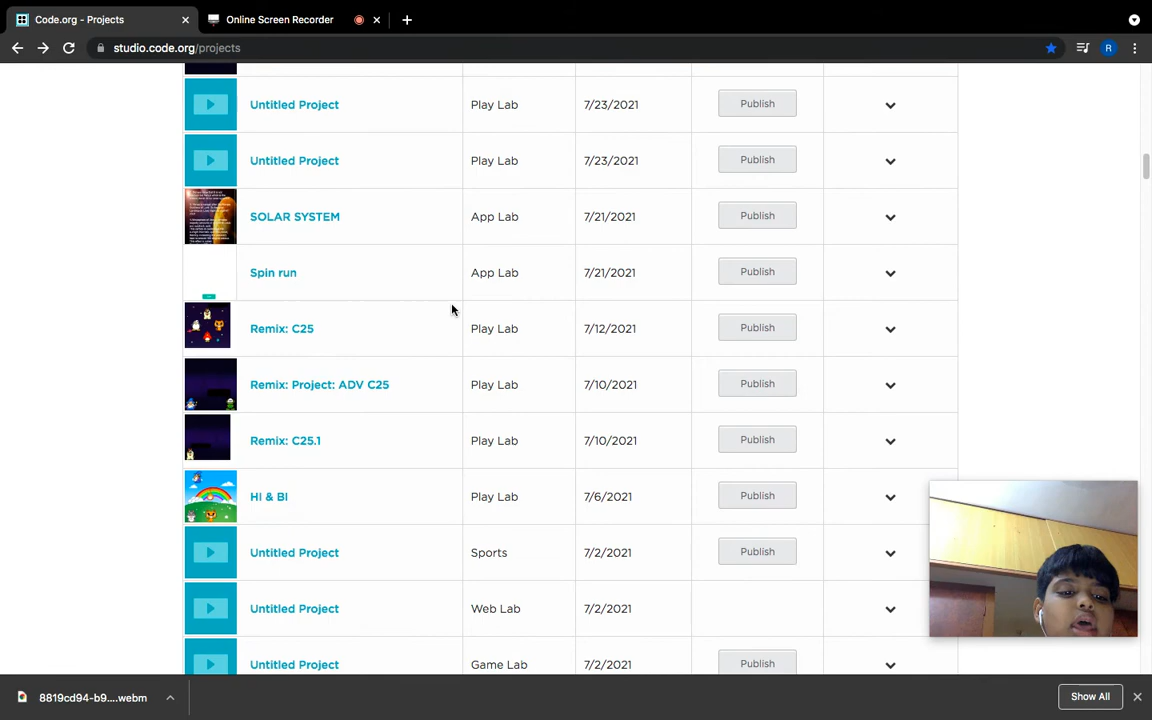 Code.org - Projects
Online Screen Recorder
studio.code.org/projects
R
Untitled Project Play Lab 7/23/2021 Publish
Untitled Project Play Lab 7/23/2021 Publish
SOLAR SYSTEM App Lab 7/21/2021 Publish
Spin run App Lab 7/21/2021 Publish
Remix: C25 Play Lab 7/12/2021 Publish
Remix: Project: ADV C25 Play Lab 7/10/2021 Publish
Remix: C25.1 Play Lab 7/10/2021 Publish
HI & BI Play Lab 7/6/2021 Publish
Untitled Project Sports 7/2/2021 Publish
Untitled Project Web Lab 7/2/2021
Untitled Project Game Lab 7/2/2021 Publish
8819cd94-b9....webm
Show All